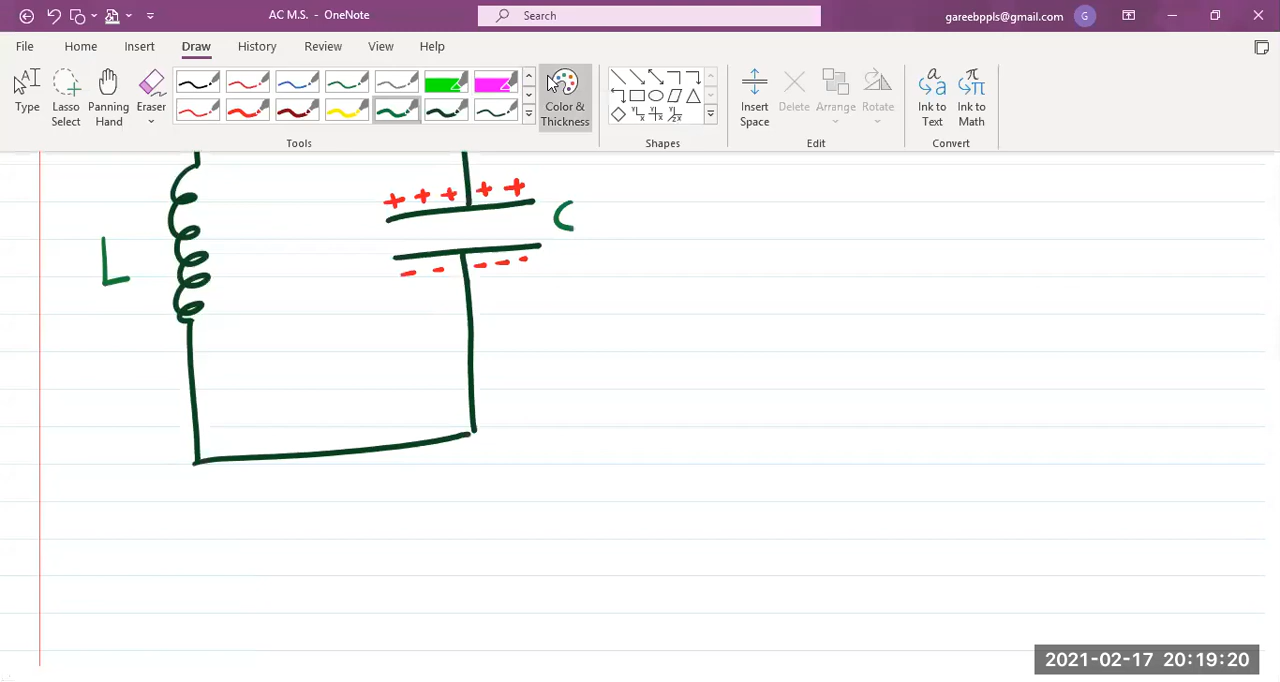 AC M.S. - OneNote
Search
gareebppls@gmail.com
G
File Home Insert Draw History Review View Help
Type
Lasso Select
Panning Hand
Eraser
Color & Thickness
Insert Space
Delete
Arrange
Rotate
Ink to Text
Ink to Math
Tools
Shapes
Edit
Convert
+ + + + +
C
L
- - - - -
2021-02-17 20:19:20